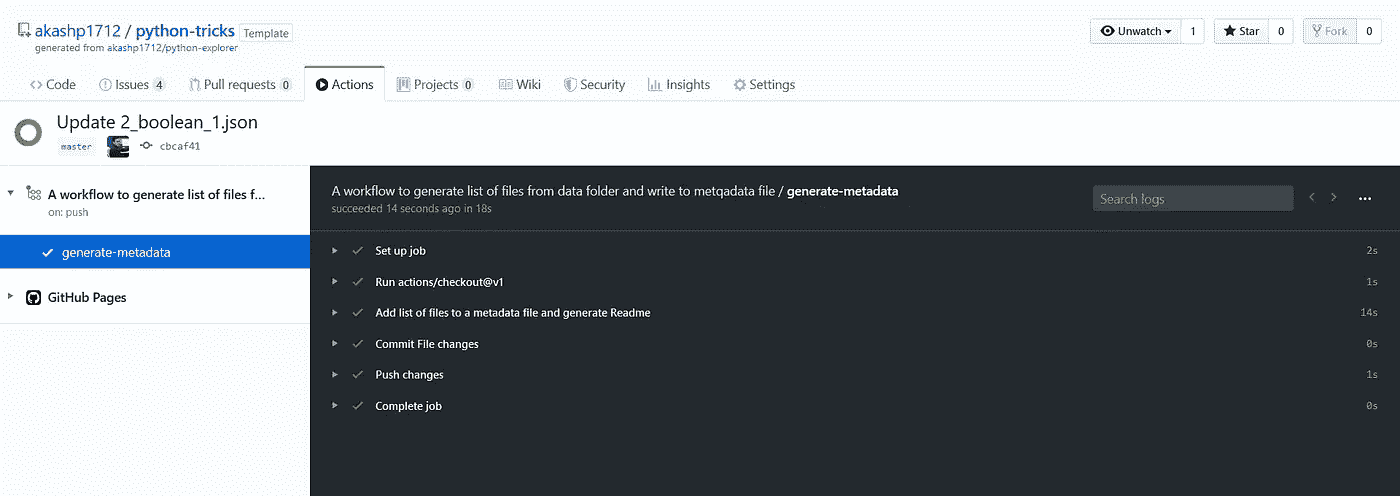 akashp1712 / python-tricks Template
generated from akashp1712/python-explorer
Unwatch 1 Star 0 Fork 0
Code Issues 4 Pull requests 0 Actions Projects 0 Wiki Security Insights Settings
Update 2_boolean_1.json
master cbcaf41
A workflow to generate list of files f...
on: push
generate-metadata
GitHub Pages
A workflow to generate list of files from data folder and write to metqadata file / generate-metadata
succeeded 14 seconds ago in 18s
Search logs
Set up job 2s
Run actions/checkout@v1 1s
Add list of files to a metadata file and generate Readme 14s
Commit File changes 0s
Push changes 1s
Complete job 0s